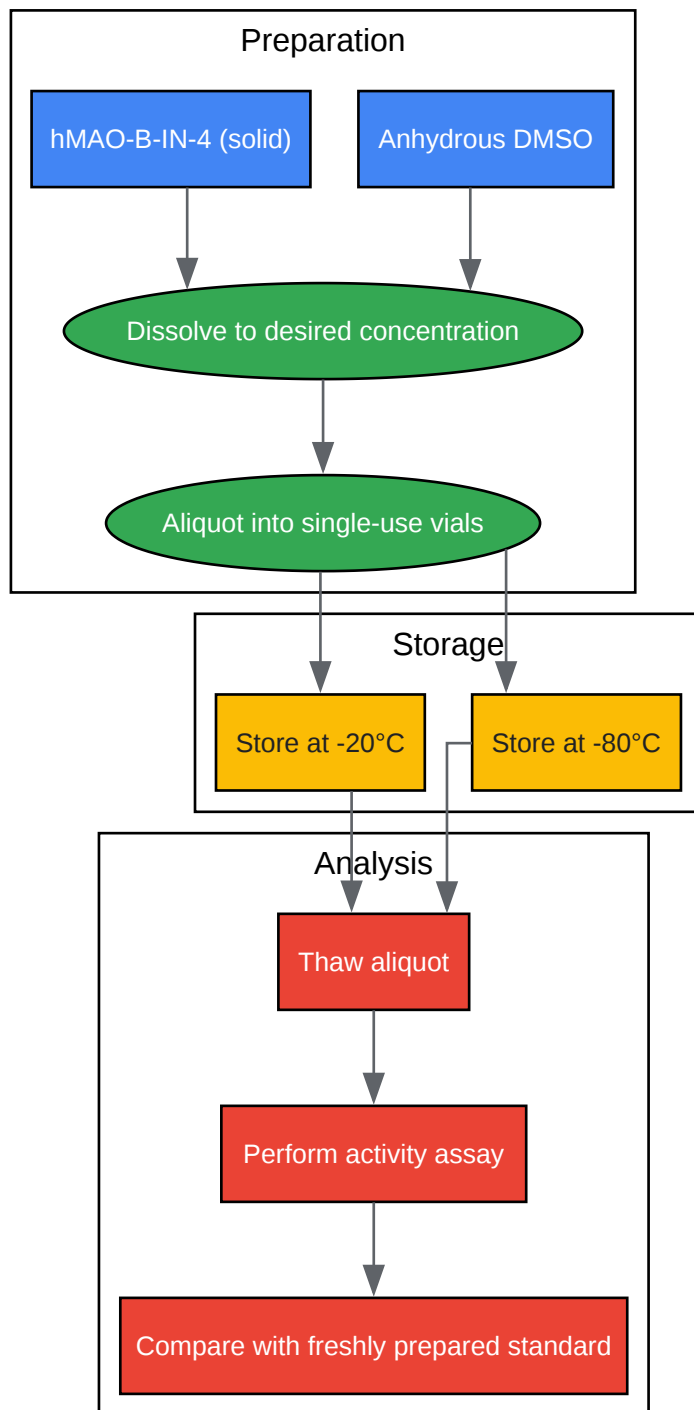 Preparation
hMAO-B-IN-4 (solid)
Anhydrous DMSO
Dissolve to desired concentration
Aliquot into single-use vials
Storage
Store at -20°C
Store at -80°C
Analysis
Thaw aliquot
Perform activity assay
Compare with freshly prepared standard